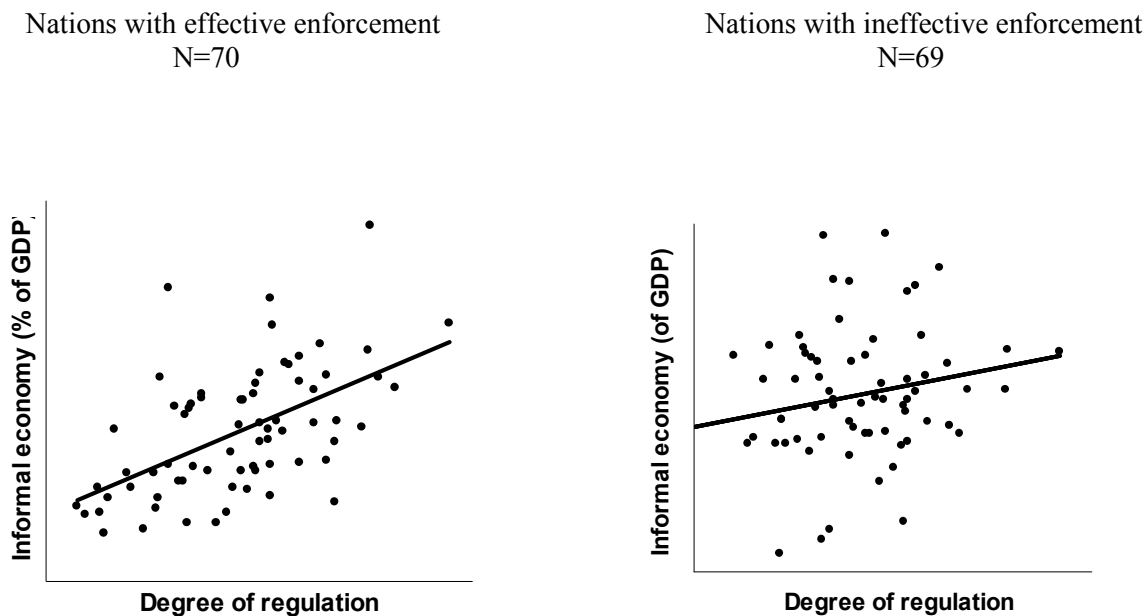 Nations with effective enforcement
N=70
Nations with ineffective enforcement
N=69
Informal economy (% of GDP)
Degree of regulation
Informal economy (of GDP)
Degree of regulation